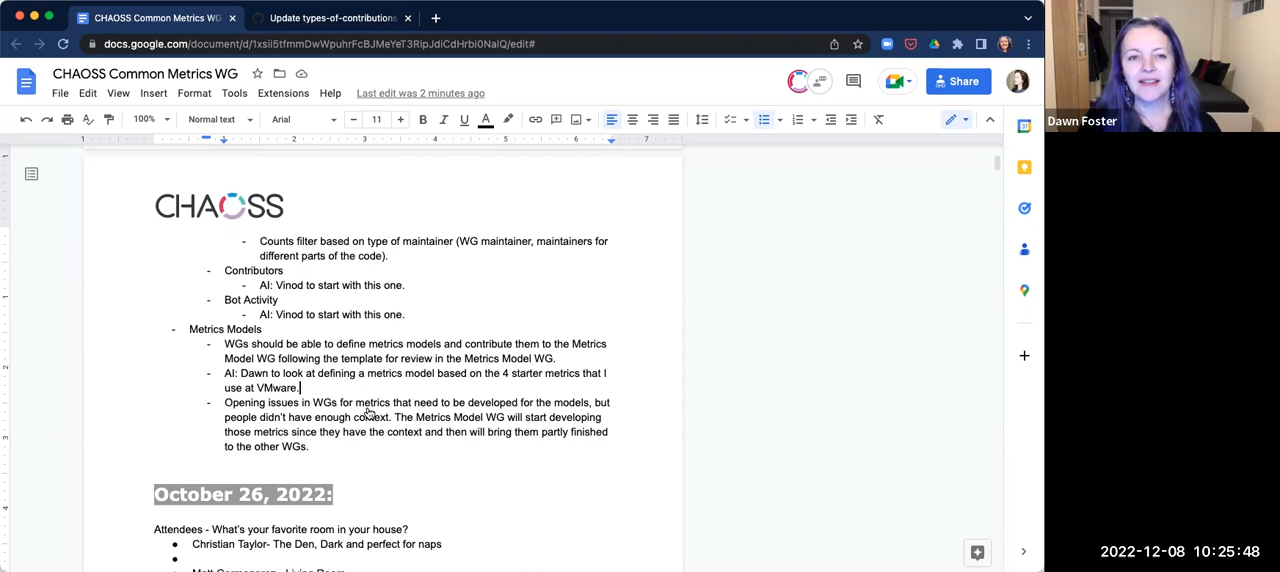 CHAOSS Common Metrics WG
Update types-of-contributions
docs.google.com/document/d/1xsii5tfmmDwWpuhrFcBJMeYeT3RipJdiCdHrbi0NaIQ/edit#
CHAOSS Common Metrics WG
File Edit View Insert Format Tools Extensions Help Last edit was 2 minutes ago
Share
100% Normal text Arial 11
1 1 2 3 4 5 6 7
CHAOSS
- Counts filter based on type of maintainer (WG maintainer, maintainers for
different parts of the code).
- Contributors
- AI: Vinod to start with this one.
- Bot Activity
- AI: Vinod to start with this one.
- Metrics Models
- WGs should be able to define metrics models and contribute them to the Metrics
Model WG following the template for review in the Metrics Model WG.
- AI: Dawn to look at defining a metrics model based on the 4 starter metrics that I
use at VMware.
- Opening issues in WGs for metrics that need to be developed for the models, but
people didn't have enough context. The Metrics Model WG will start developing
those metrics since they have the context and then will bring them partly finished
to the other WGs.
October 26, 2022:
Attendees - What's your favorite room in your house?
● Christian Taylor- The Den, Dark and perfect for naps
●
Dawn Foster
2022-12-08 10:25:48